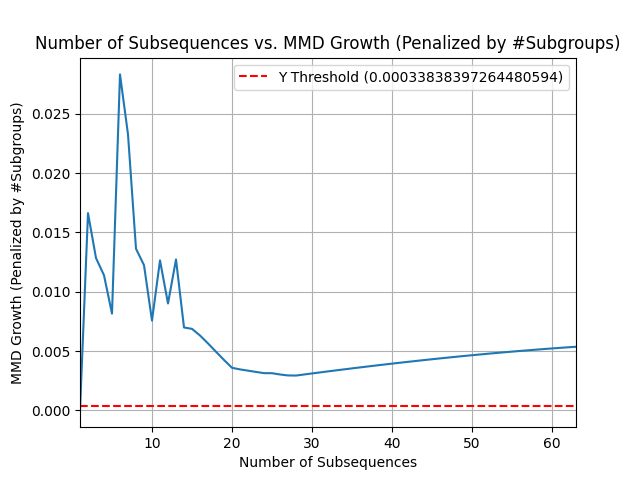 Number of Subsequences vs. MMD Growth (Penalized by #Subgroups)
Y Threshold (0.00033838397264480594)
MMD Growth (Penalized by #Subgroups)
0.025
0.020
0.015
0.010
0.005
0.000
10 20 30 40 50 60
Number of Subsequences